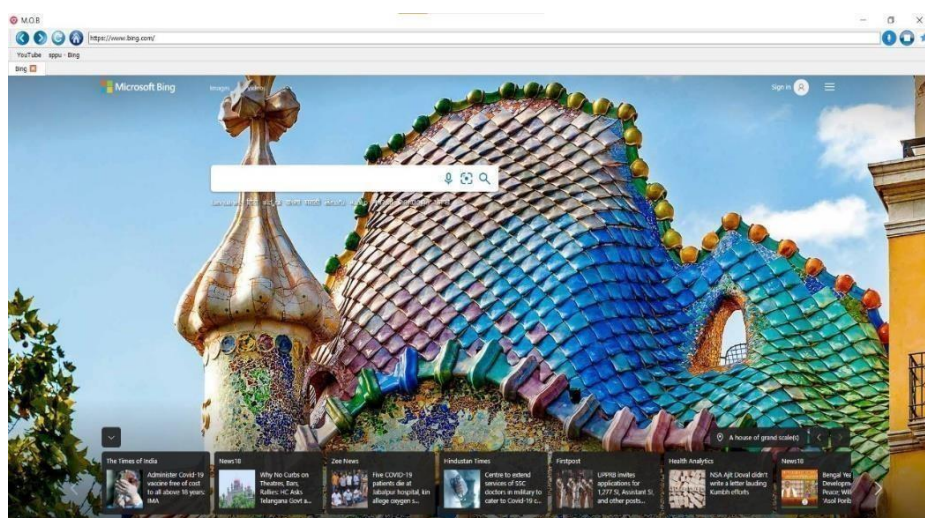 M.O.B
https://www.bing.com/
YouTube sppu - Bing
Bing
Microsoft Bing Images Videos Sign in
A house of grand scale(s)
The Times of India
Administer Covid-19
vaccine free of cost
to all above 18 years:
IMA
News18
Why No Curbs on
Theatres, Bars,
Rallies: HC Asks
Telangana Govt a...
Zee News
Five COVID-19
patients die at
Jabalpur hospital, kin
allege oxygen s...
Hindustan Times
Centre to extend
services of SSC
doctors in military to
cater to Covid-19 c...
Firstpost
UPPRB invites
applications for
1,277 SI, Assistant SI,
and other posts...
Health Analytics
NSA Ajit Doval didn't
write a letter lauding
Kumbh efforts
News18
Bengal
Peace;